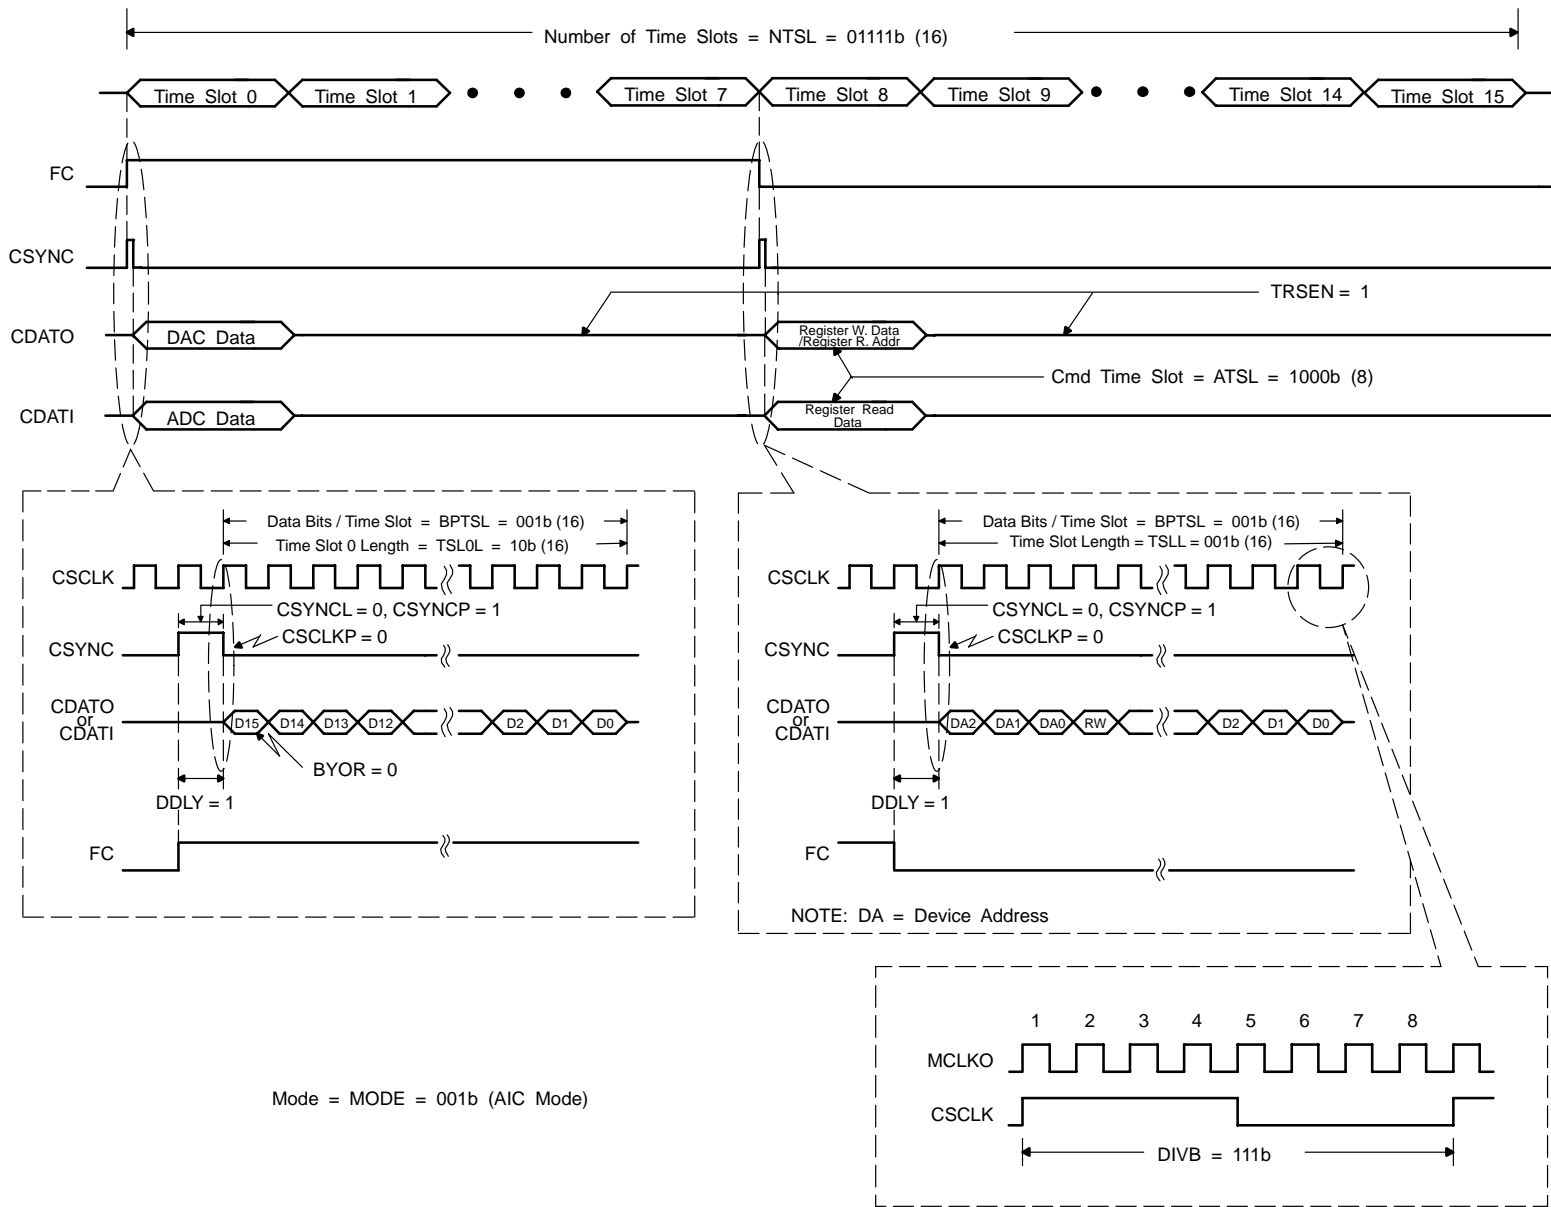 Number of Time Slots = NTSL = 01111b (16)
Time Slot 0
Time Slot 1
Time Slot 7
Time Slot 8
Time Slot 9
Time Slot 14
Time Slot 15
FC
CSYNC
TRSEN = 1
CDATO
DAC Data
Register W. Data
/Register R. Addr
Cmd Time Slot = ATSL = 1000b (8)
CDATI
ADC Data
Register Read
Data
Data Bits / Time Slot = BPTSL = 001b (16)
Time Slot 0 Length = TSL0L = 10b (16)
CSCLK
CSYNCL = 0, CSYNCP = 1
CSCLKP = 0
CSYNC
CDATO
or
CDATI
D15 D14 D13 D12 D2 D1 D0
BYOR = 0
DDLY = 1
FC
Data Bits / Time Slot = BPTSL = 001b (16)
Time Slot Length = TSLL = 001b (16)
CSCLK
CSYNCL = 0, CSYNCP = 1
CSCLKP = 0
CSYNC
CDATO
or
CDATI
DA2 DA1 DA0 RW D2 D1 D0
DDLY = 1
FC
NOTE: DA = Device Address
1 2 3 4 5 6 7 8
MCLKO
CSCLK
DIVB = 111b
Mode = MODE = 001b (AIC Mode)